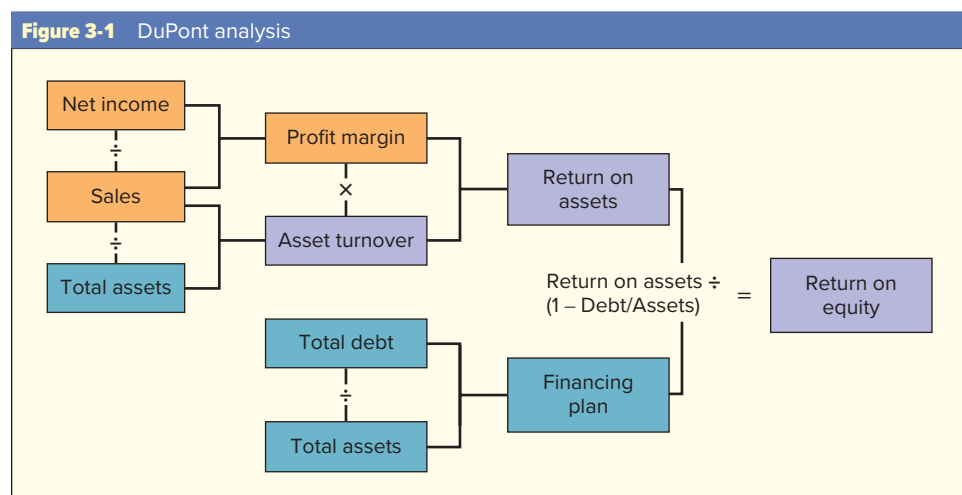 Figure 3-1 DuPont analysis
Net income
÷
Sales
÷
Total assets
Profit margin
×
Asset turnover
Return on
assets
Total debt
÷
Total assets
Financing
plan
Return on assets ÷
(1 – Debt/Assets)
=
Return on
equity